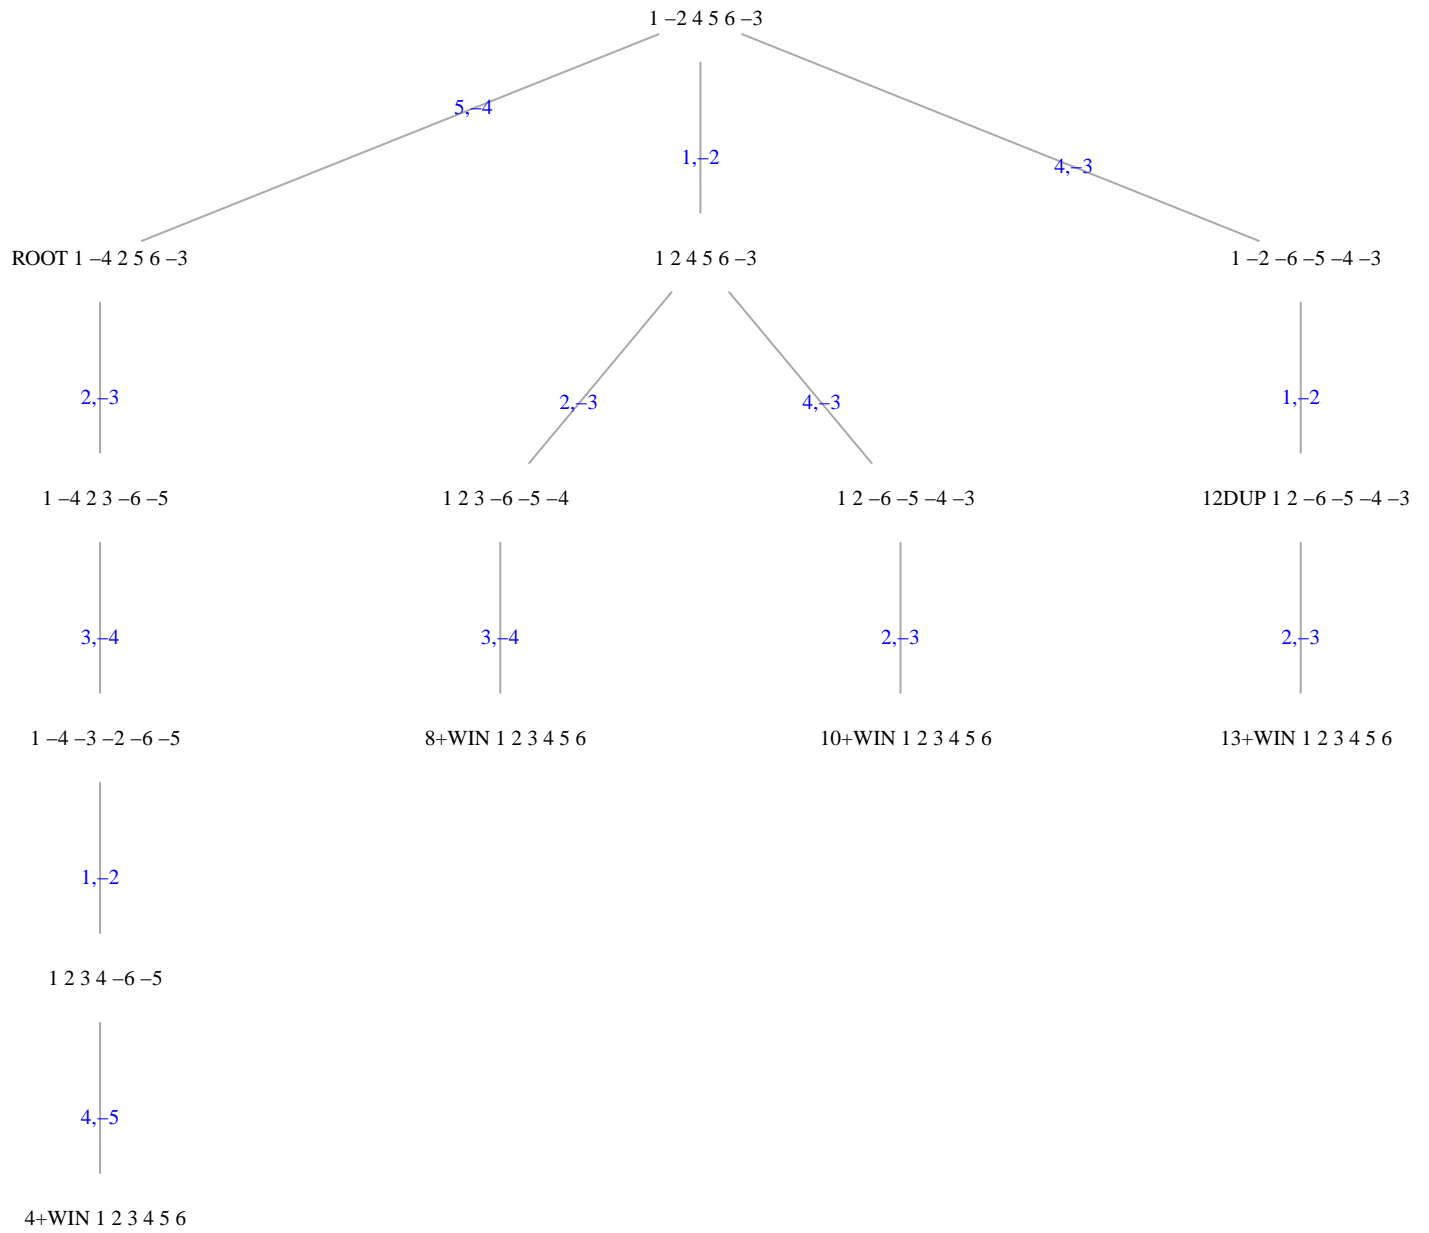 1 –2 4 5 6 –3
5,–4
1,–2
4,–3
ROOT 1 –4 2 5 6 –3
1 2 4 5 6 –3
1 –2 –6 –5 –4 –3
2,–3
2,–3
4,–3
1,–2
1 –4 2 3 –6 –5
1 2 3 –6 –5 –4
1 2 –6 –5 –4 –3
12DUP 1 2 –6 –5 –4 –3
3,–4
3,–4
2,–3
2,–3
1 –4 –3 –2 –6 –5
8+WIN 1 2 3 4 5 6
10+WIN 1 2 3 4 5 6
13+WIN 1 2 3 4 5 6
1,–2
1 2 3 4 –6 –5
4,–5
4+WIN 1 2 3 4 5 6